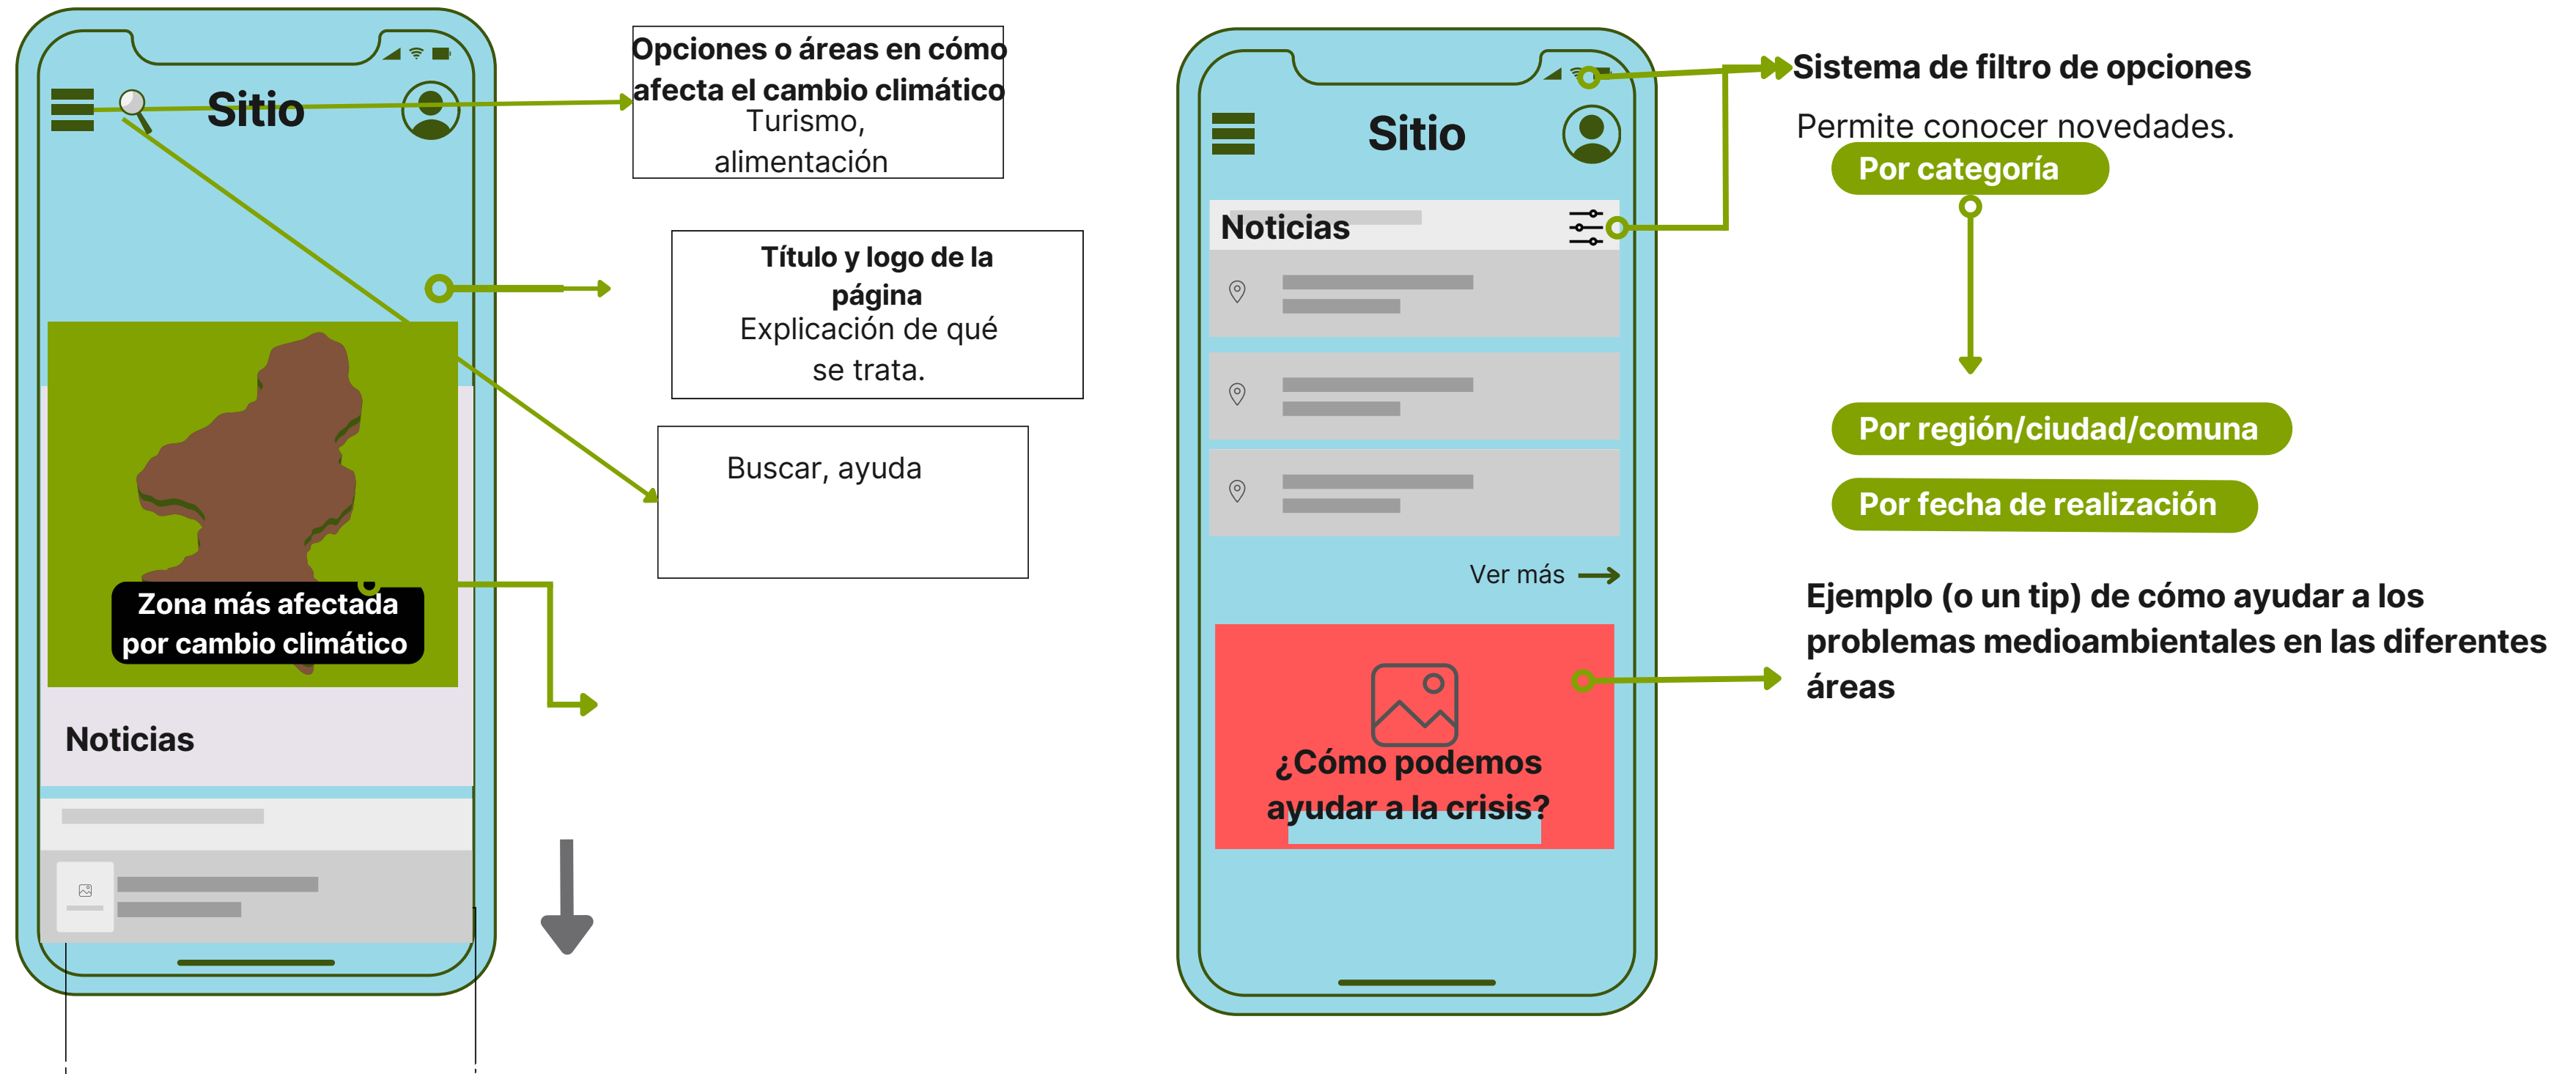 Sitio
Opciones o áreas en cómo
afecta el cambio climático
Turismo,
alimentación
Título y logo de la
página
Explicación de qué
se trata.
Buscar, ayuda
Zona más afectada
por cambio climático
Noticias
Sitio
Noticias
Ver más
¿Cómo podemos
ayudar a la crisis?
Sistema de filtro de opciones
Permite conocer novedades.
Por categoría
Por región/ciudad/comuna
Por fecha de realización
Ejemplo (o un tip) de cómo ayudar a los
problemas medioambientales en las diferentes
áreas